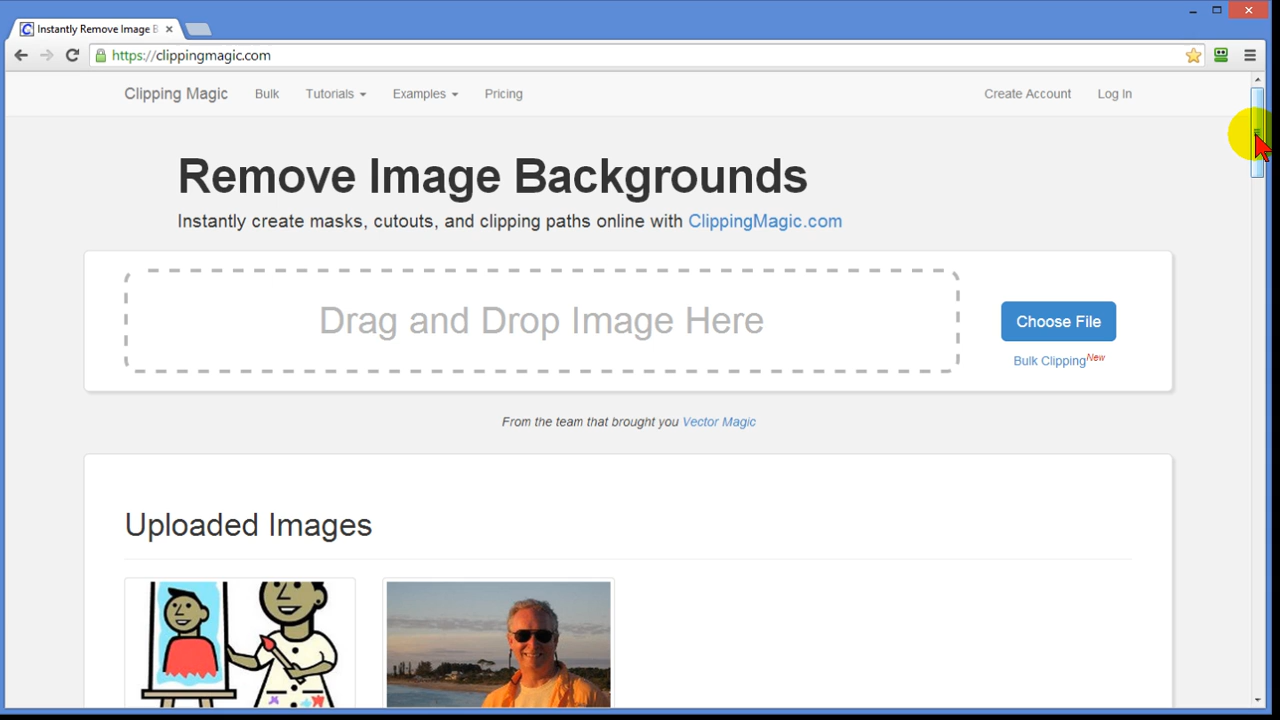 Instantly Remove Image B
https://clippingmagic.com
Clipping Magic Bulk Tutorials Examples Pricing Create Account Log In
Remove Image Backgrounds
Instantly create masks, cutouts, and clipping paths online with ClippingMagic.com
Drag and Drop Image Here
Choose File
Bulk Clipping New
From the team that brought you Vector Magic
Uploaded Images